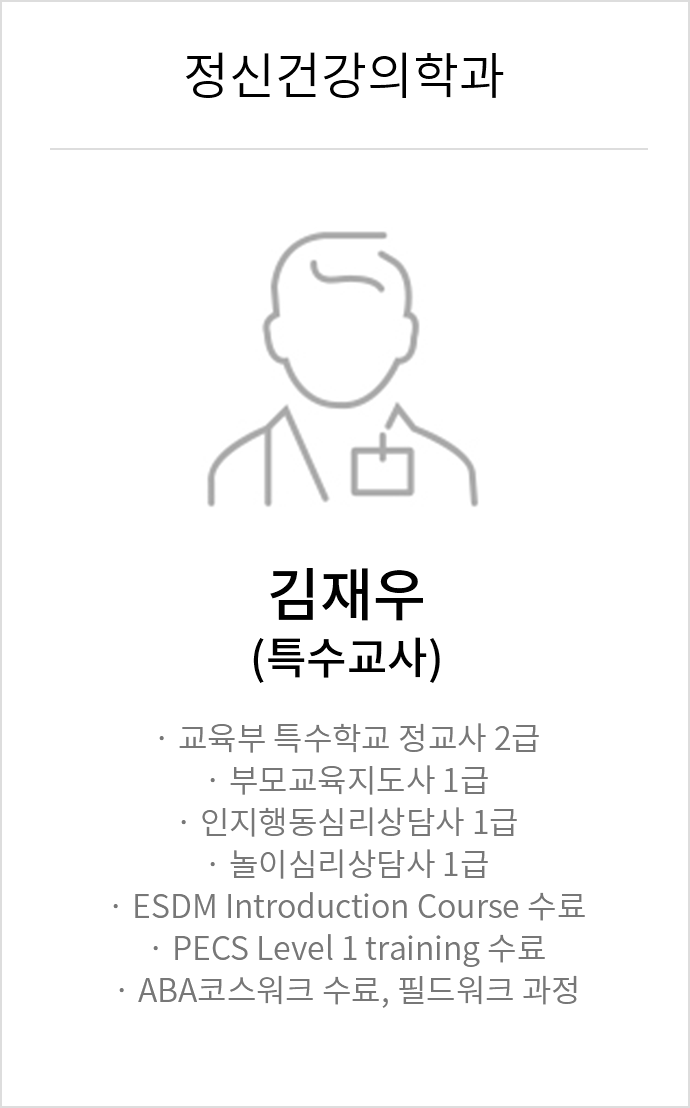 정신건강의학과
김재우
(특수교사)
· 교육부 특수학교 정교사 2급
· 부모교육지도사 1급
· 인지행동심리상담사 1급
· 놀이심리상담사 1급
· ESDM Introduction Course 수료
· PECS Level 1 training 수료
· ABA코스워크 수료, 필드워크 과정